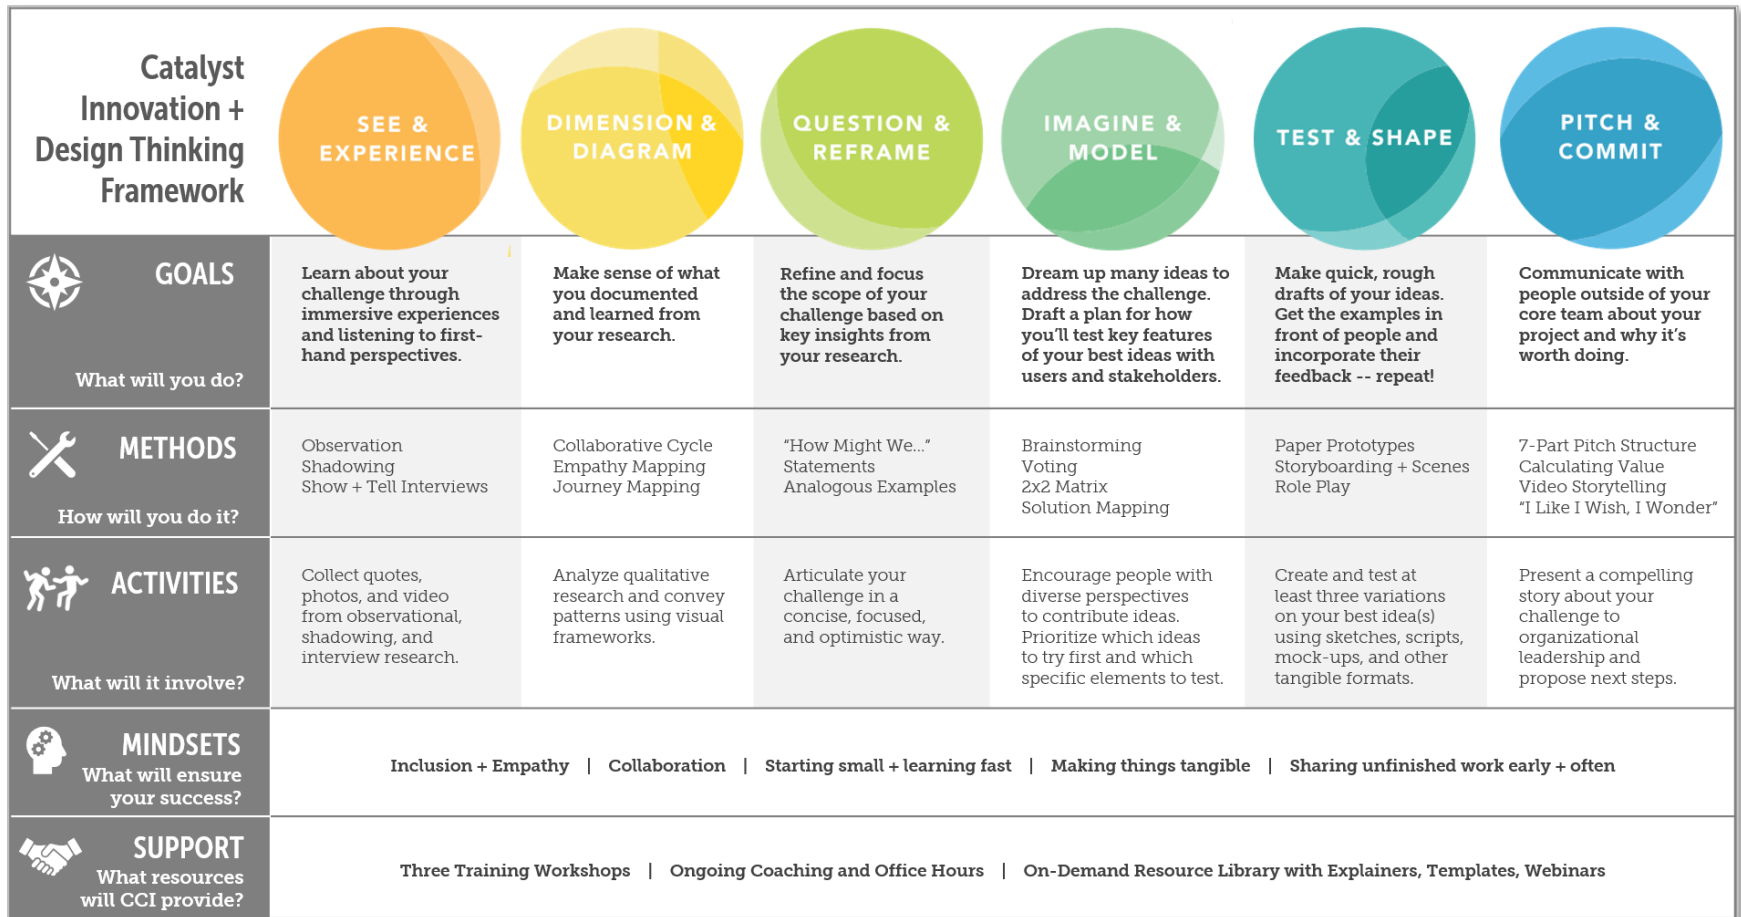 Catalyst
Innovation +
Design Thinking
Framework
SEE &
EXPERIENCE
DIMENSION &
DIAGRAM
QUESTION &
REFRAME
IMAGINE &
MODEL
TEST & SHAPE
PITCH &
COMMIT
GOALS
What will you do?
Learn about your
challenge through
immersive experiences
and listening to first-
hand perspectives.
Make sense of what
you documented
and learned from
your research.
Refine and focus
the scope of your
challenge based on
key insights from
your research.
Dream up many ideas to
address the challenge.
Draft a plan for how
you'll test key features
of your best ideas with
users and stakeholders.
Make quick, rough
drafts of your ideas.
Get the examples in
front of people and
incorporate their
feedback -- repeat!
Communicate with
people outside of your
core team about your
project and why it's
worth doing.
METHODS
How will you do it?
Observation
Shadowing
Show + Tell Interviews
Collaborative Cycle
Empathy Mapping
Journey Mapping
“How Might We...”
Statements
Analogous Examples
Brainstorming
Voting
2x2 Matrix
Solution Mapping
Paper Prototypes
Storyboarding + Scenes
Role Play
7-Part Pitch Structure
Calculating Value
Video Storytelling
“I Like I Wish, I Wonder”
ACTIVITIES
What will it involve?
Collect quotes,
photos, and video
from observational,
shadowing, and
interview research.
Analyze qualitative
research and convey
patterns using visual
frameworks.
Articulate your
challenge in a
concise, focused,
and optimistic way.
Encourage people with
diverse perspectives
to contribute ideas.
Prioritize which ideas
to try first and which
specific elements to test.
Create and test at
least three variations
on your best idea(s)
using sketches, scripts,
mock-ups, and other
tangible formats.
Present a compelling
story about your
challenge to
organizational
leadership and
propose next steps.
MINDSETS
What will ensure
your success?
Inclusion + Empathy | Collaboration | Starting small + learning fast | Making things tangible | Sharing unfinished work early + often
SUPPORT
What resources
will CCI provide?
Three Training Workshops | Ongoing Coaching and Office Hours | On-Demand Resource Library with Explainers, Templates, Webinars